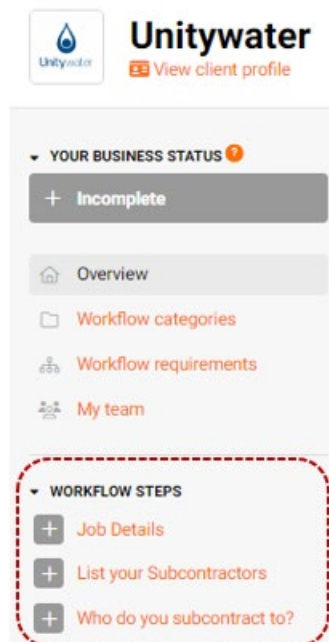 Unitywater
Unitywater
View client profile
YOUR BUSINESS STATUS ?
+ Incomplete
Overview
Workflow categories
Workflow requirements
My team
WORKFLOW STEPS
+ Job Details
+ List your Subcontractors
+ Who do you subcontract to?